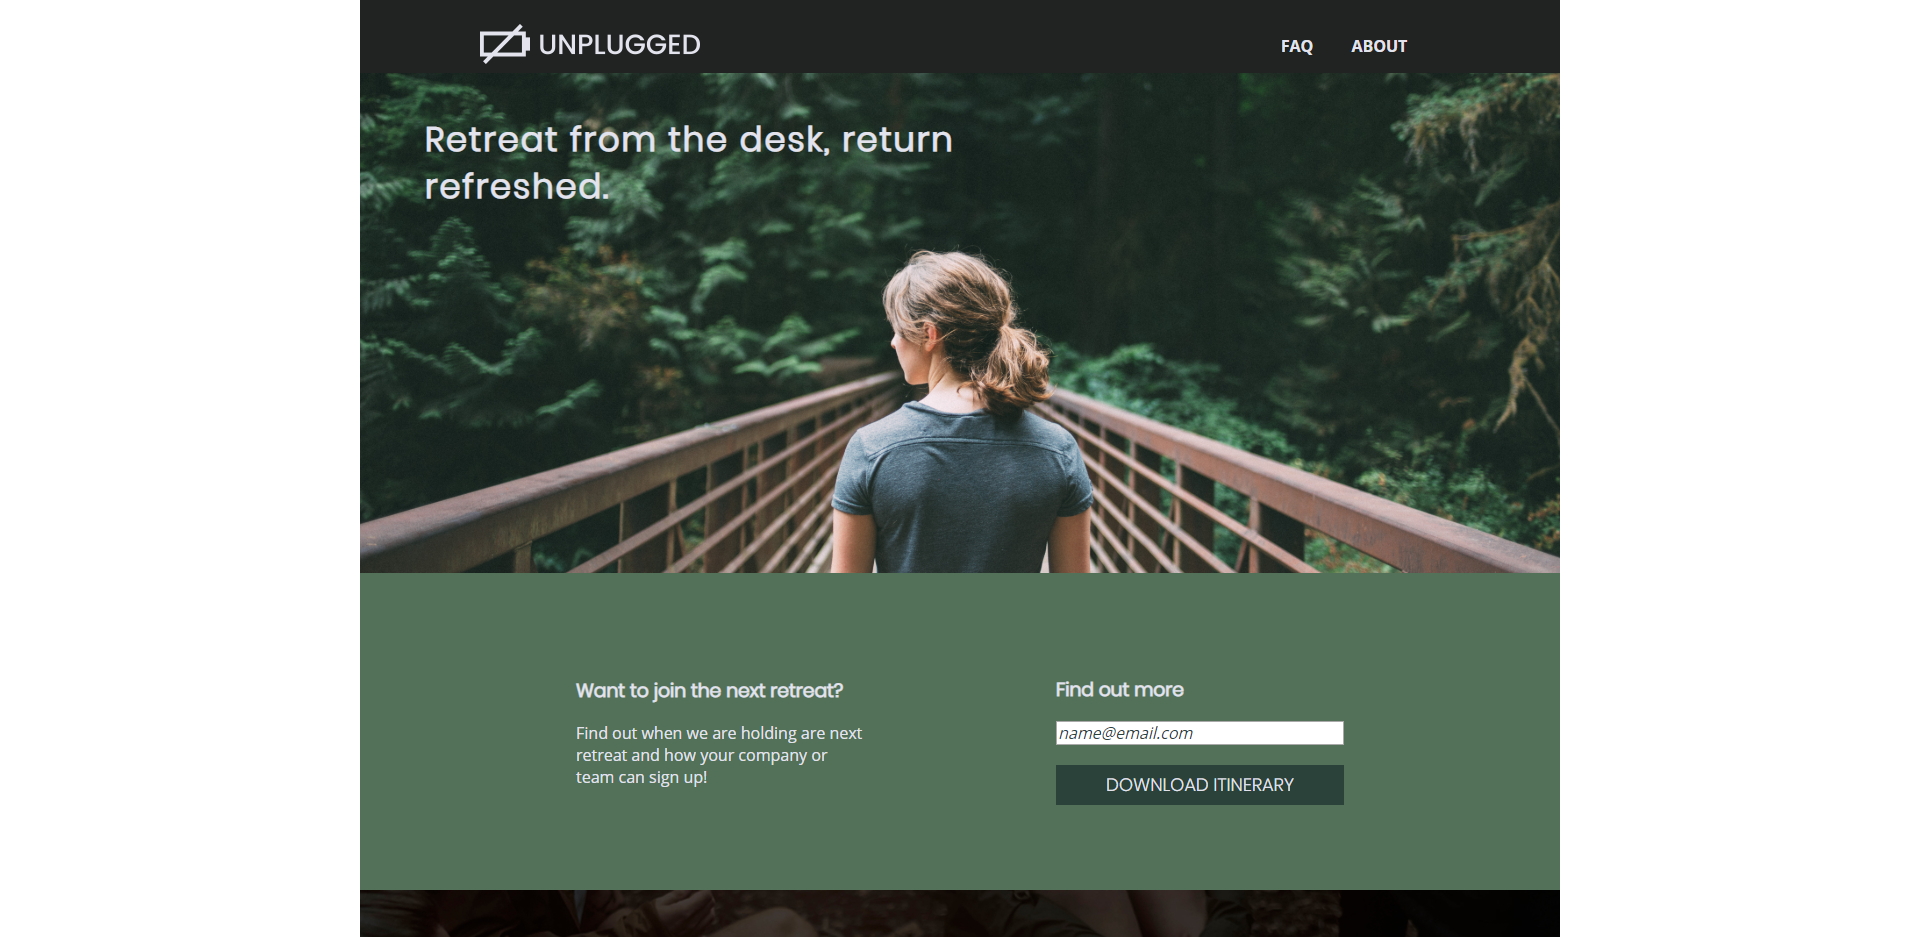 UNPLUGGED
FAQ
ABOUT
Retreat from the desk, return
refreshed.
Want to join the next retreat?
Find out when we are holding are next
retreat and how your company or
team can sign up!
Find out more
name@email.com
DOWNLOAD ITINERARY